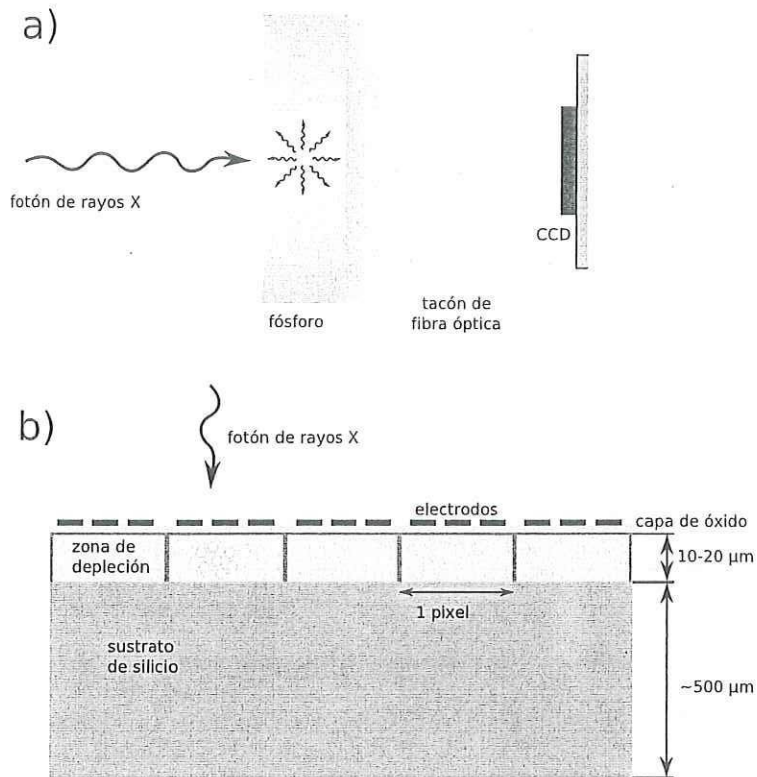 a)
fotón de rayos X
CCD
fósforo
tacón de
fibra óptica
b)
fotón de rayos X
electrodos
capa de óxido
zona de
depleción
10-20 μm
1 pixel
sustrato
de silicio
~500 μm